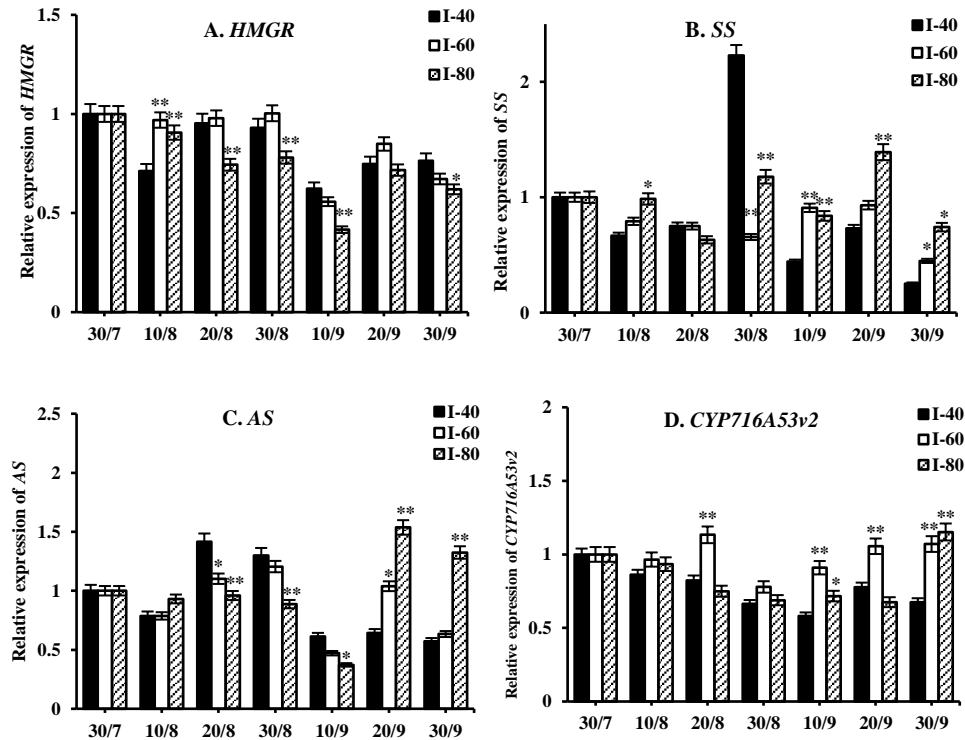 A. HMGR
I-40
I-60
I-80
Relative expression of HMGR
1.5
1
0.5
0
** ** ** ** ** *
30/7 10/8 20/8 30/8 10/9 20/9 30/9
B. SS
I-40
I-60
I-80
Relative expression of SS
2
1
0
* ** ** ** ** ** * *
30/7 10/8 20/8 30/8 10/9 20/9 30/9
C. AS
I-40
I-60
I-80
Relative expression of AS
2.5
2
1.5
1
0.5
0
* ** ** * * ** **
30/7 10/8 20/8 30/8 10/9 20/9 30/9
D. CYP716A53v2
I-40
I-60
I-80
Relative expression of CYP716A53v2
2
1.5
1
0.5
0
** ** * ** ** **
30/7 10/8 20/8 30/8 10/9 20/9 30/9